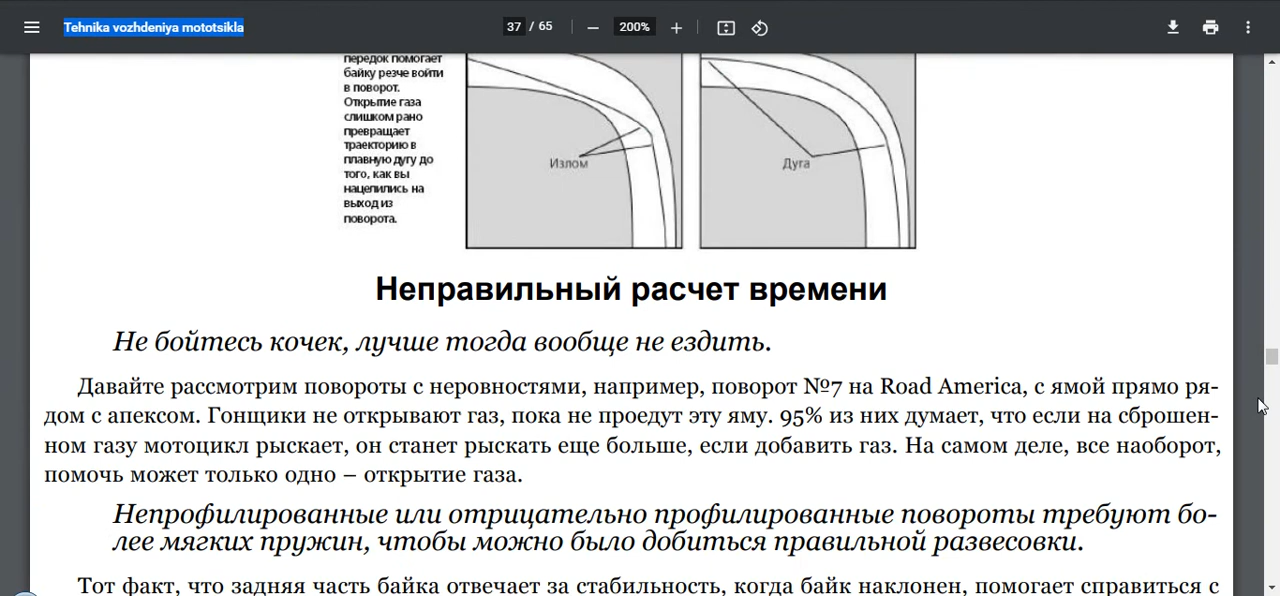 Tehnika vozhdeniya mototsikla
37 / 65
200%
передок помогает
байку резче войти
в поворот.
Открытие газа
слишком рано
превращает
траекторию в
плавную дугу до
того, как вы
нацелились на
выход из
поворота.
Излом
Дуга
Неправильный расчет времени
Не бойтесь кочек, лучше тогда вообще не ездить.
Давайте рассмотрим повороты с неровностями, например, поворот №7 на Road America, с ямой прямо ря-
дом с апексом. Гонщики не открывают газ, пока не проедут эту яму. 95% из них думает, что если на сброшен-
ном газу мотоцикл рыскает, он станет рыскать еще больше, если добавить газ. На самом деле, все наоборот,
помочь может только одно – открытие газа.
Непрофилированные или отрицательно профилированные повороты требуют бо-
лее мягких пружин, чтобы можно было добиться правильной развесовки.
Тот факт, что задняя часть байка отвечает за стабильность, когда байк наклонен, помогает справиться с